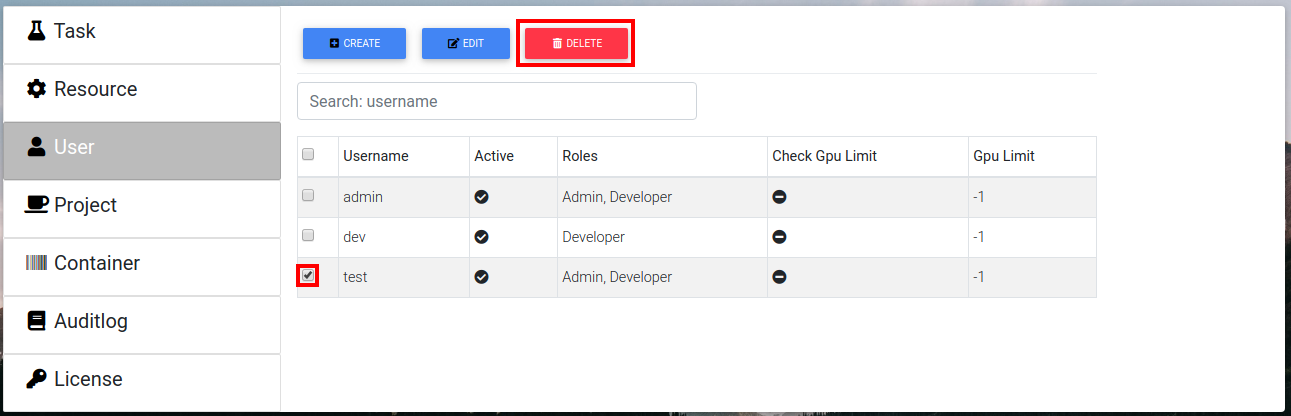 Task
Resource
User
Project
Container
Auditlog
License
CREATE EDIT DELETE
Search: username
Username Active Roles Check Gpu Limit Gpu Limit
admin Admin, Developer -1
dev Developer -1
test Admin, Developer -1